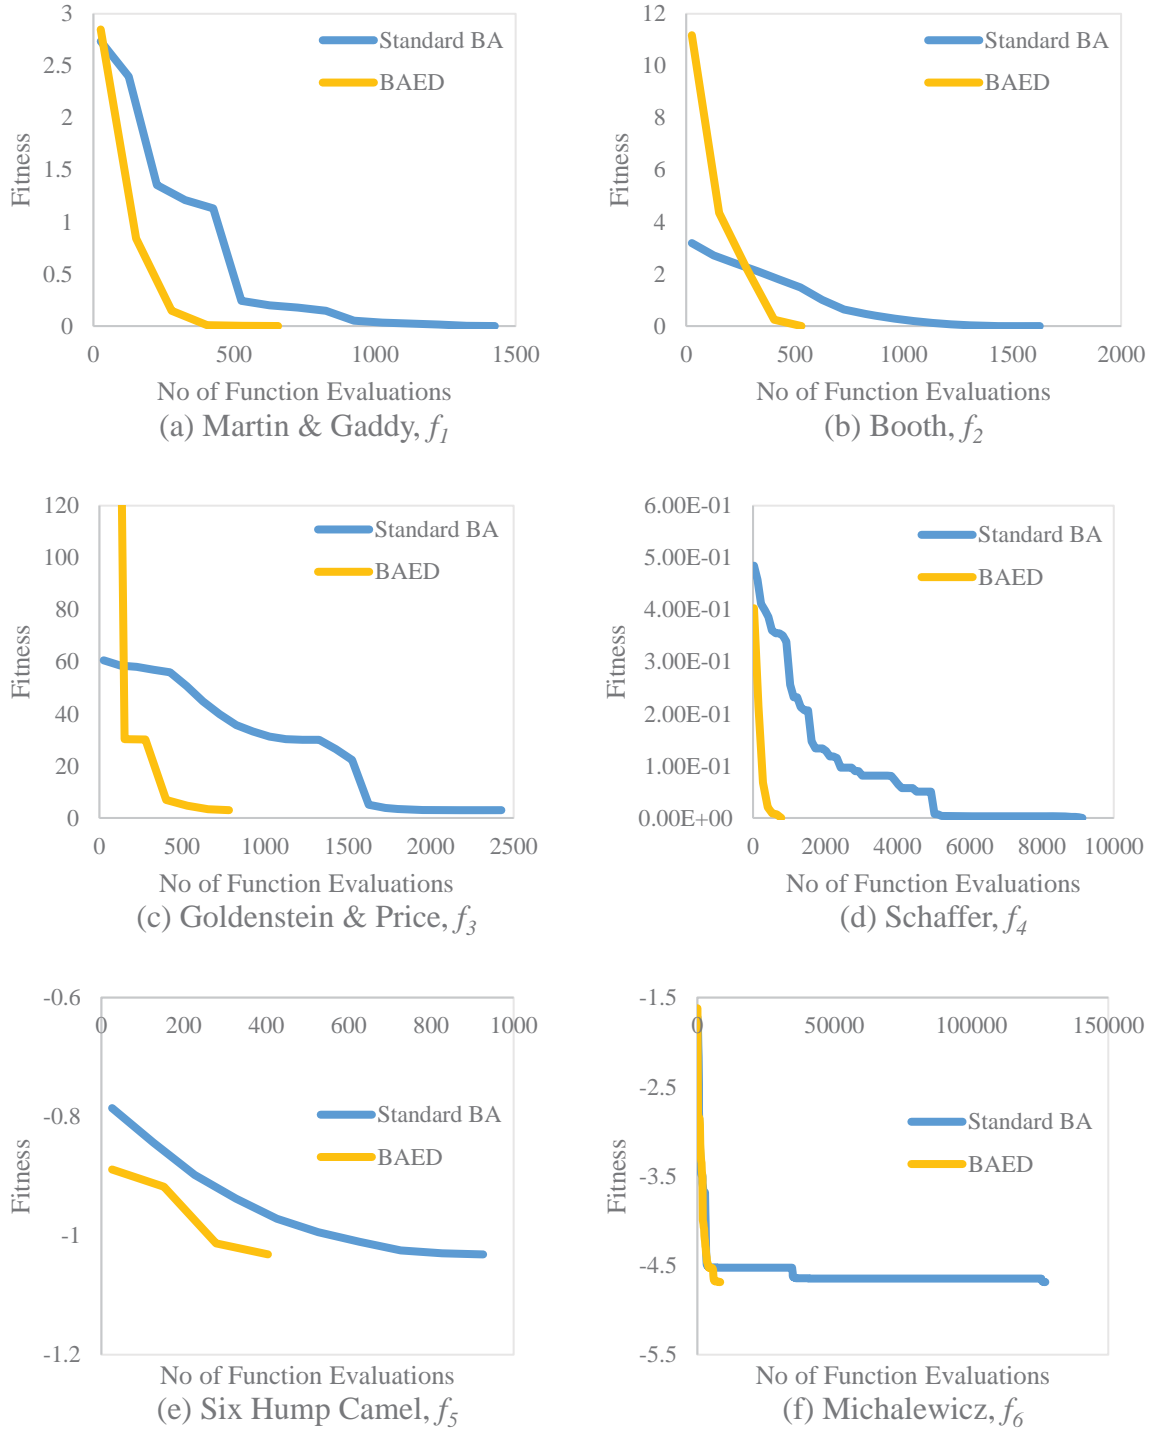 3
2.5
2
1.5
1
0.5
0
0 500 1000 1500
Fitness
Standard BA
BAED
No of Function Evaluations
(a) Martin & Gaddy, f1
12
10
8
6
4
2
0
0 500 1000 1500 2000
Fitness
Standard BA
BAED
No of Function Evaluations
(b) Booth, f2
120
100
80
60
40
20
0
0 500 1000 1500 2000 2500
Fitness
Standard BA
BAED
No of Function Evaluations
(c) Goldenstein & Price, f3
6.00E-01
5.00E-01
4.00E-01
3.00E-01
2.00E-01
1.00E-01
0.00E+00
0 2000 4000 6000 8000 10000
Fitness
Standard BA
BAED
No of Function Evaluations
(d) Schaffer, f4
-0.6
0 200 400 600 800 1000
-0.8
-1
-1.2
Fitness
Standard BA
BAED
No of Function Evaluations
(e) Six Hump Camel, f5
-1.5
0 50000 100000 150000
-2.5
-3.5
-4.5
-5.5
Fitness
Standard BA
BAED
No of Function Evaluations
(f) Michalewicz, f6